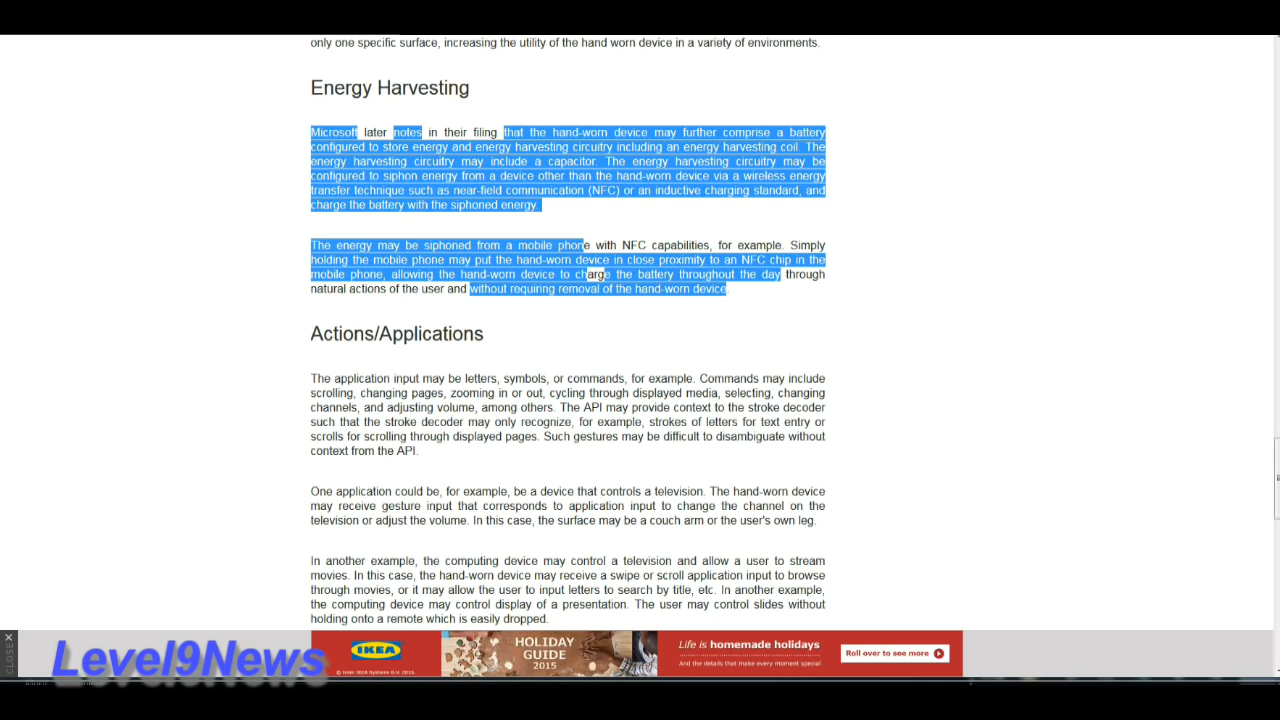 only one specific surface, increasing the utility of the hand worn device in a variety of environments.
Energy Harvesting
Microsoft later notes in their filing that the hand-worn device may further comprise a battery
configured to store energy and energy harvesting circuitry including an energy harvesting coil. The
energy harvesting circuitry may include a capacitor. The energy harvesting circuitry may be
configured to siphon energy from a device other than the hand-worn device via a wireless energy
transfer technique such as near-field communication (NFC) or an inductive charging standard, and
charge the battery with the siphoned energy.
The energy may be siphoned from a mobile phone with NFC capabilities, for example. Simply
holding the mobile phone may put the hand-worn device in close proximity to an NFC chip in the
mobile phone, allowing the hand-worn device to charge the battery throughout the day through
natural actions of the user and without requiring removal of the hand-worn device.
Actions/Applications
The application input may be letters, symbols, or commands, for example. Commands may include
scrolling, changing pages, zooming in or out, cycling through displayed media, selecting, changing
channels, and adjusting volume, among others. The API may provide context to the stroke decoder
such that the stroke decoder may only recognize, for example, strokes of letters for text entry or
scrolls for scrolling through displayed pages. Such gestures may be difficult to disambiguate without
context from the API.
One application could be, for example, be a device that controls a television. The hand-worn device
may receive gesture input that corresponds to application input to change the channel on the
television or adjust the volume. In this case, the surface may be a couch arm or the user's own leg.
In another example, the computing device may control a television and allow a user to stream
movies. In this case, the hand-worn device may receive a swipe or scroll application input to browse
through movies, or it may allow the user to input letters to search by title, etc. In another example,
the computing device may control display of a presentation. The user may control slides without
holding onto a remote which is easily dropped.
CLOSE
Level9News
IKEA
© Inter IKEA Systems B.V. 2015.
HOLIDAY
GUIDE
2015
Life is homemade holidays
And the details that make every moment special
Roll over to see more